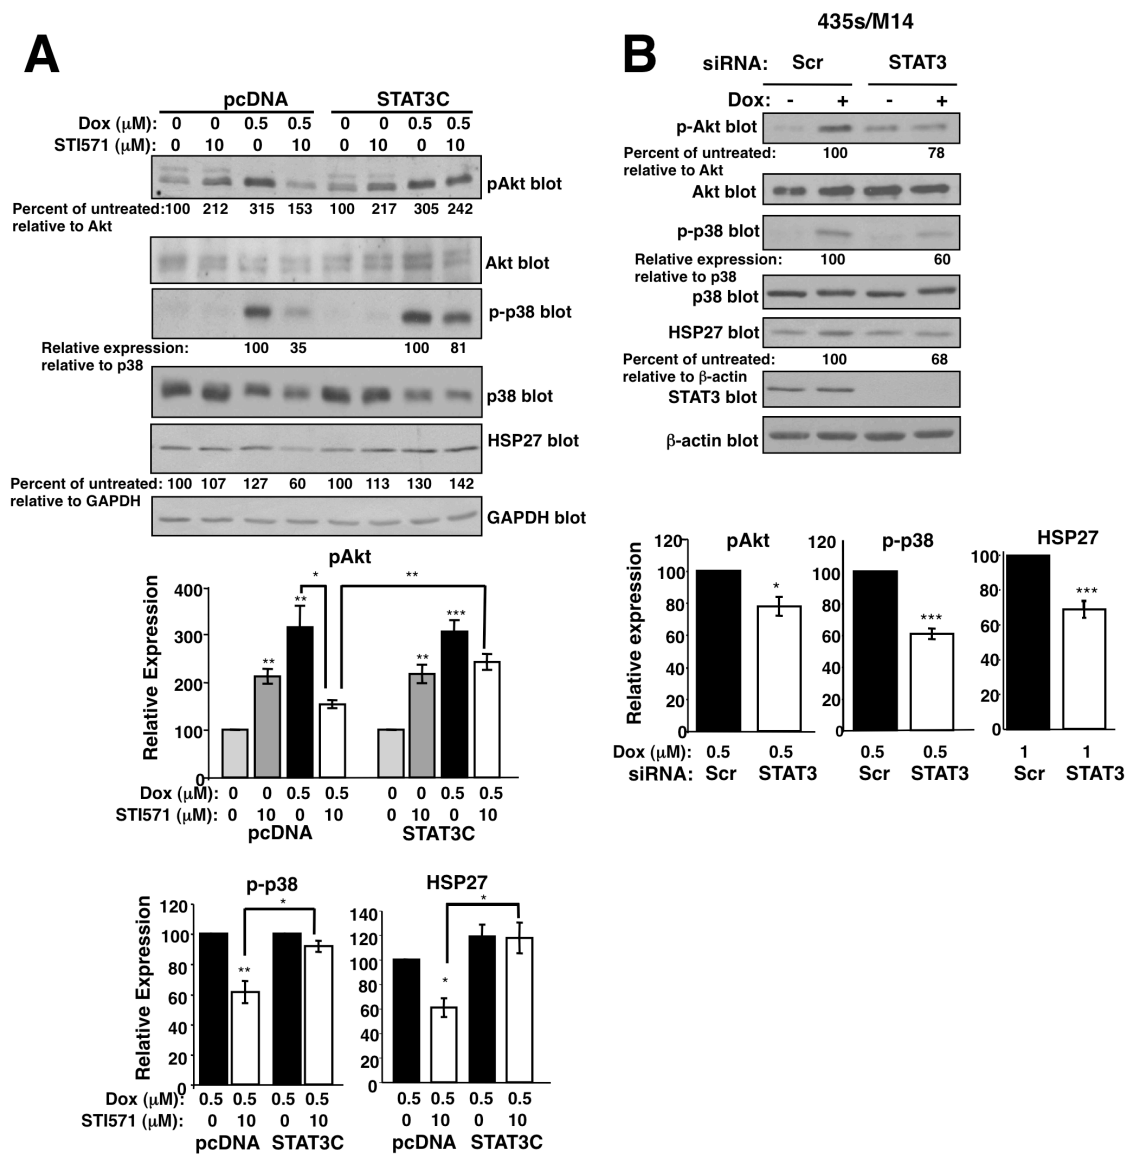 A
pcDNA STAT3C
Dox (μM): 0 0 0.5 0.5 0 0 0.5 0.5
STI571 (μM): 0 10 0 10 0 10 0 10
pAkt blot
Percent of untreated: 100 212 315 153 100 217 305 242
relative to Akt
Akt blot
p-p38 blot
Relative expression: 100 35 100 81
relative to p38
p38 blot
HSP27 blot
Percent of untreated: 100 107 127 60 100 113 130 142
relative to GAPDH
GAPDH blot
pAkt
Relative Expression
400
300
200
100
0
** ** * ** *** **
Dox (μM): 0 0 0.5 0.5 0 0 0.5 0.5
STI571 (μM): 0 10 0 10 0 10 0 10
pcDNA STAT3C
p-p38
Relative Expression
120
100
80
60
40
20
0
** *
Dox (μM): 0.5 0.5 0.5 0.5
STI571 (μM): 0 10 0 10
pcDNA STAT3C
HSP27
140
120
100
80
60
40
20
0
* *
0.5 0.5 0.5 0.5
0 10 0 10
pcDNA STAT3C
B
435s/M14
siRNA: Scr STAT3
Dox: - + - +
p-Akt blot
Percent of untreated: 100 78
relative to Akt
Akt blot
p-p38 blot
Relative expression: 100 60
relative to p38
p38 blot
HSP27 blot
Percent of untreated: 100 68
relative to β-actin
STAT3 blot
β-actin blot
pAkt
Relative expression
120
100
80
60
40
20
0
*
Dox (μM): 0.5 0.5
siRNA: Scr STAT3
p-p38
120
100
80
60
40
20
0
***
0.5 0.5
Scr STAT3
HSP27
100
80
60
40
20
0
***
1 1
Scr STAT3